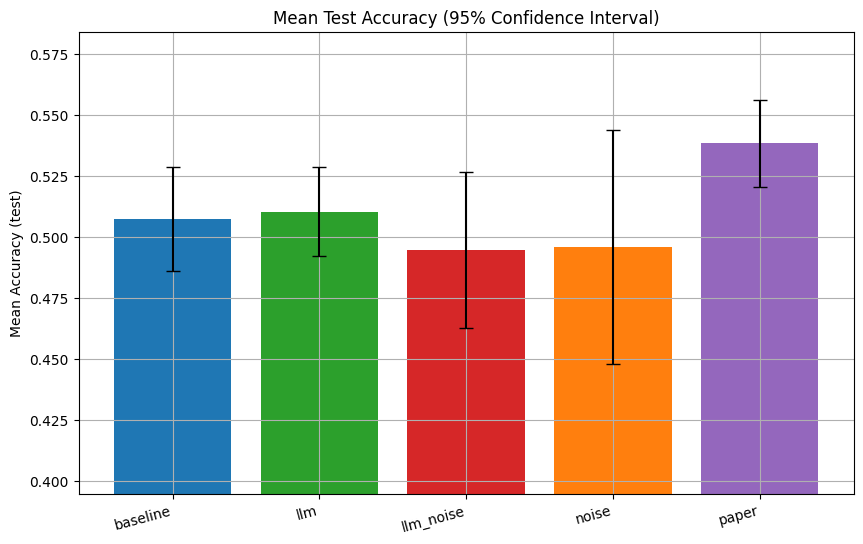 Mean Test Accuracy (95% Confidence Interval)
Mean Accuracy (test)
0.575
0.550
0.525
0.500
0.475
0.450
0.425
0.400
baseline
llm
llm_noise
noise
paper